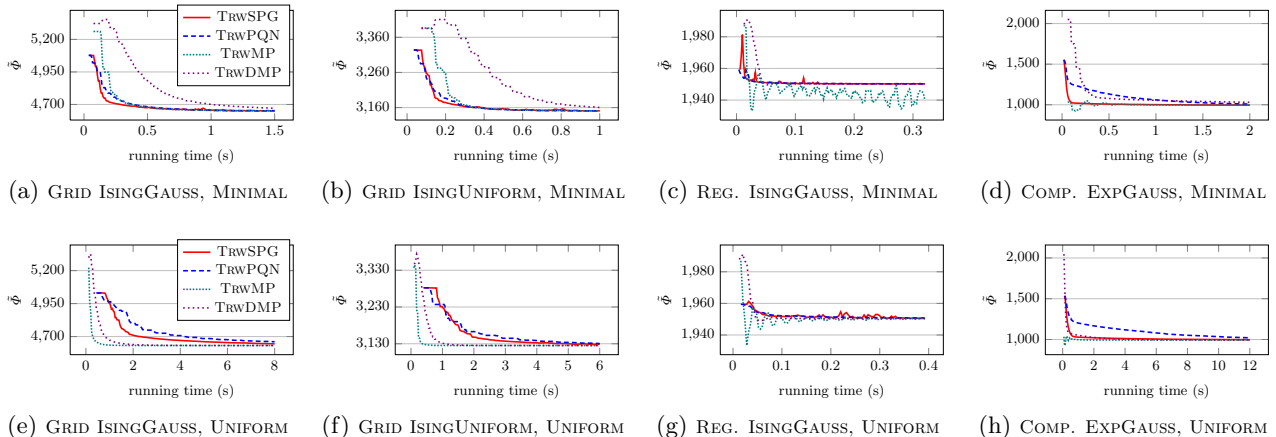 5,200
4,950
4,700
Φ̃
0
0.5
1
1.5
running time (s)
TrwSPG
TrwPQN
TrwMP
TrwDMP
(a) Grid IsingGauss, Minimal
3,360
3,260
3,160
Φ̃
0
0.2
0.4
0.6
0.8
1
running time (s)
(b) Grid IsingUniform, Minimal
1,980
1,960
1,940
Φ̃
0
0.1
0.2
0.3
running time (s)
(c) Reg. IsingGauss, Minimal
2,000
1,500
1,000
Φ̃
0
0.5
1
1.5
2
running time (s)
(d) Comp. ExpGauss, Minimal
5,200
4,950
4,700
Φ̃
0
2
4
6
8
running time (s)
TrwSPG
TrwPQN
TrwMP
TrwDMP
(e) Grid IsingGauss, Uniform
3,330
3,230
3,130
Φ̃
0
1
2
3
4
5
6
running time (s)
(f) Grid IsingUniform, Uniform
1,980
1,960
1,940
Φ̃
0
0.1
0.2
0.3
0.4
running time (s)
(g) Reg. IsingGauss, Uniform
2,000
1,500
1,000
Φ̃
0
2
4
6
8
10
12
running time (s)
(h) Comp. ExpGauss, Uniform